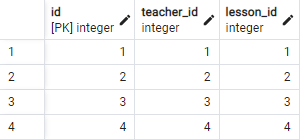 id teacher_id lesson_id
[PK] integer integer integer
1 1 1 1
2 2 2 2
3 3 3 3
4 4 4 4